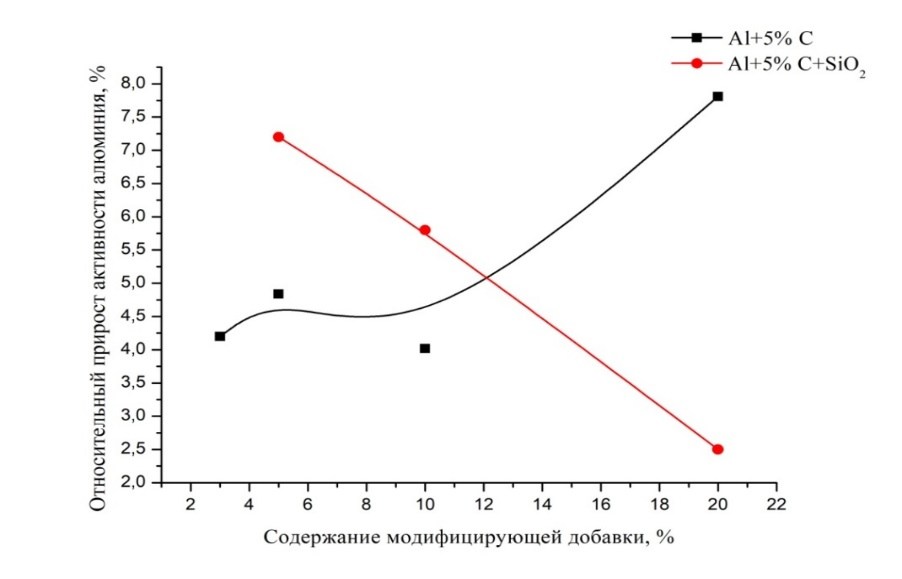 Al+5% C
Al+5% C+SiO₂
Относительный прирост активности алюминия, %
8,0
7,5
7,0
6,5
6,0
5,5
5,0
4,5
4,0
3,5
3,0
2,5
2,0
2 4 6 8 10 12 14 16 18 20 22
Содержание модифицирующей добавки, %